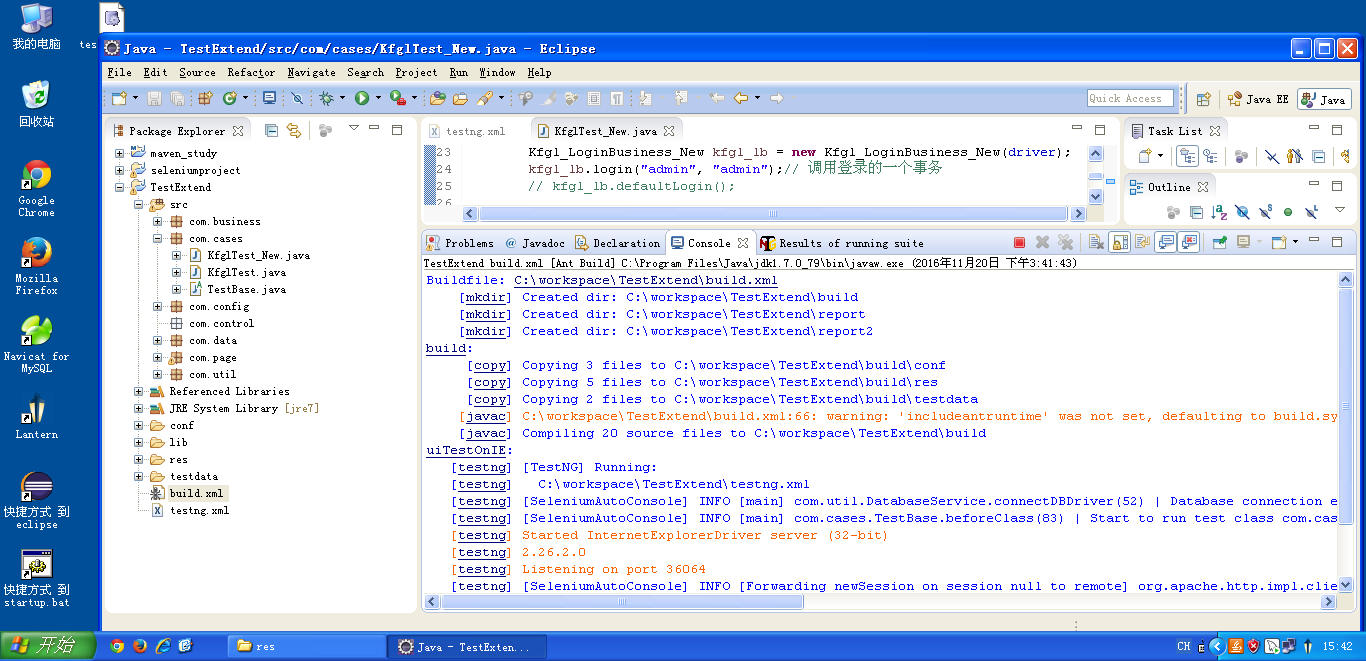 我的电脑
tes
回收站
Google
Chrome
Mozilla
Firefox
Navicat for
MySQL
Lantern
快捷方式 到
eclipse
快捷方式 到
startup.bat
Java - TestExtend/src/com/cases/KfglTest_New.java - Eclipse
File Edit Source Refactor Navigate Search Project Run Window Help
Quick Access
Java EE
Java
Package Explorer
maven_study
seleniumproject
TestExtend
src
com.business
com.cases
KfglTest_New.java
KfglTest.java
TestBase.java
com.config
com.control
com.data
com.page
com.util
Referenced Libraries
JRE System Library [jre7]
conf
lib
res
testdata
build.xml
testng.xml
testng.xml
KfglTest_New.java
23 Kfgl_LoginBusiness_New kfgl_lb = new Kfgl_LoginBusiness_New(driver);
24 kfgl_lb.login("admin", "admin");// 调用登录的一个事务
25 // kfgl_lb.defaultLogin();
26
Task List
Outline
Problems @ Javadoc Declaration Console Results of running suite
TestExtend build.xml [Ant Build] C:\Program Files\Java\jdk1.7.0_79\bin\javaw.exe (2016年11月20日 下午3:41:43)
Buildfile: C:\workspace\TestExtend\build.xml
[mkdir] Created dir: C:\workspace\TestExtend\build
[mkdir] Created dir: C:\workspace\TestExtend\report
[mkdir] Created dir: C:\workspace\TestExtend\report2
build:
[copy] Copying 3 files to C:\workspace\TestExtend\build\conf
[copy] Copying 5 files to C:\workspace\TestExtend\build\res
[copy] Copying 2 files to C:\workspace\TestExtend\build\testdata
[javac] C:\workspace\TestExtend\build.xml:66: warning: 'includeantruntime' was not set, defaulting to build.sy
[javac] Compiling 20 source files to C:\workspace\TestExtend\build
uiTestOnIE:
[testng] [TestNG] Running:
[testng] C:\workspace\TestExtend\testng.xml
[testng] [SeleniumAutoConsole] INFO [main] com.util.DatabaseService.connectDBDriver(52) | Database connection e
[testng] [SeleniumAutoConsole] INFO [main] com.cases.TestBase.beforeClass(83) | Start to run test class com.cas
[testng] Started InternetExplorerDriver server (32-bit)
[testng] 2.26.2.0
[testng] Listening on port 36064
[testng] [SeleniumAutoConsole] INFO [Forwarding newSession on session null to remote] org.apache.http.impl.clie
开始
res
Java - TestExten...
CH
15:42